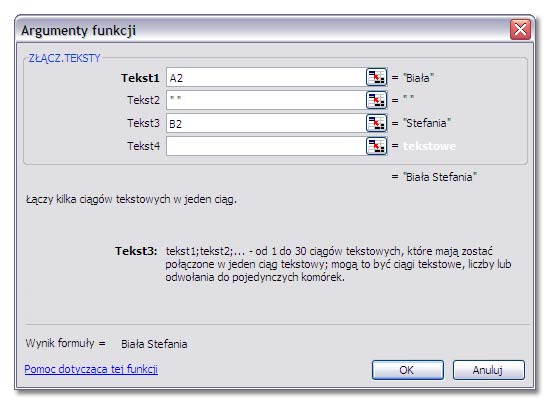 Argumenty funkcji
ZŁĄCZ.TEKSTY
Tekst1 A2 = "Biała"
Tekst2 " " = " "
Tekst3 B2 = "Stefania"
Tekst4 = tekstowe
= "Biała Stefania"
Łączy kilka ciągów tekstowych w jeden ciąg.
Tekst3: tekst1;tekst2;... - od 1 do 30 ciągów tekstowych, które mają zostać
połączone w jeden ciąg tekstowy; mogą to być ciągi tekstowe, liczby lub
odwołania do pojedynczych komórek.
Wynik formuły = Biała Stefania
Pomoc dotycząca tej funkcji
OK
Anuluj